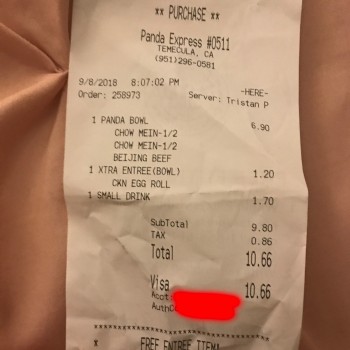 ** PURCHASE **
Panda Express #0511
TEMECULA, CA
(951)296-0581
9/8/2018 8:07:02 PM -HERE-
Order: 258973 Server: Tristan P
1 PANDA BOWL 6.90
CHOW MEIN-1/2
CHOW MEIN-1/2
BEIJING BEEF
1 XTRA ENTREE(BOWL) 1.20
CKN EGG ROLL
1 SMALL DRINK 1.70
SubTotal 9.80
TAX 0.86
Total 10.66
Visa 10.66
Acct
********************************
* FREE ENTREE ITEM!